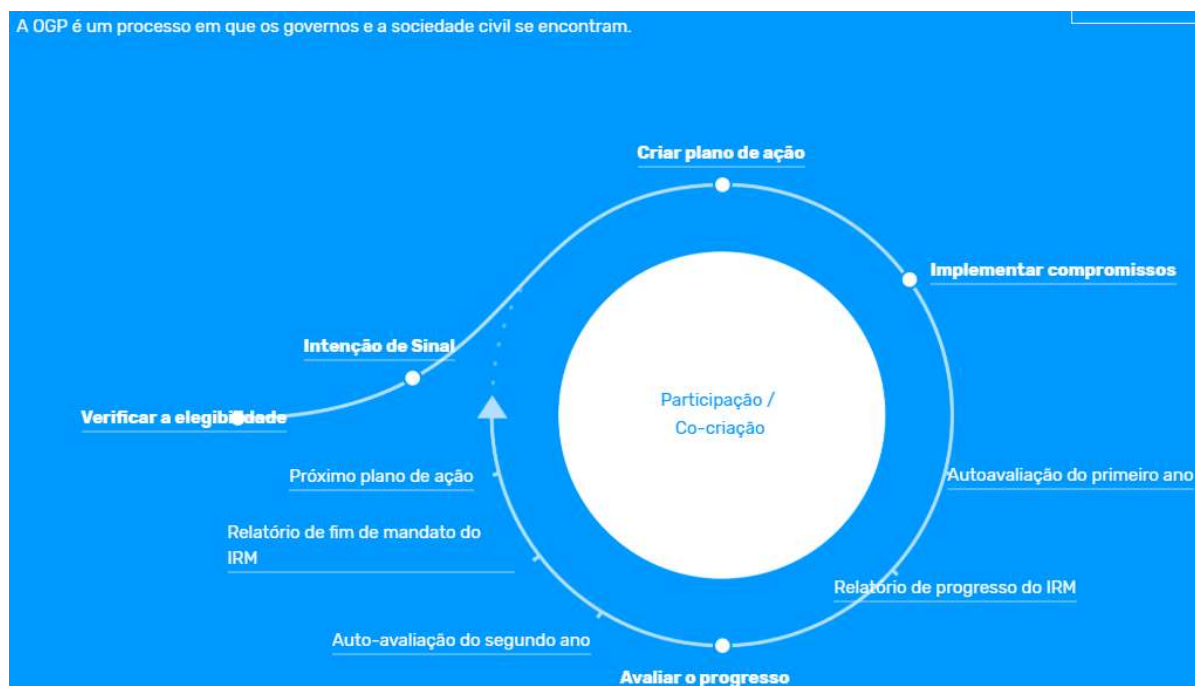 A OGP é um processo em que os governos e a sociedade civil se encontram.
Criar plano de ação
Implementar compromissos
Intenção de Sinal
Verificar a elegibilidade
Participação /
Co-criação
Próximo plano de ação
Autoavaliação do primeiro ano
Relatório de fim de mandato do
IRM
Relatório de progresso do IRM
Auto-avaliação do segundo ano
Avaliar o progresso